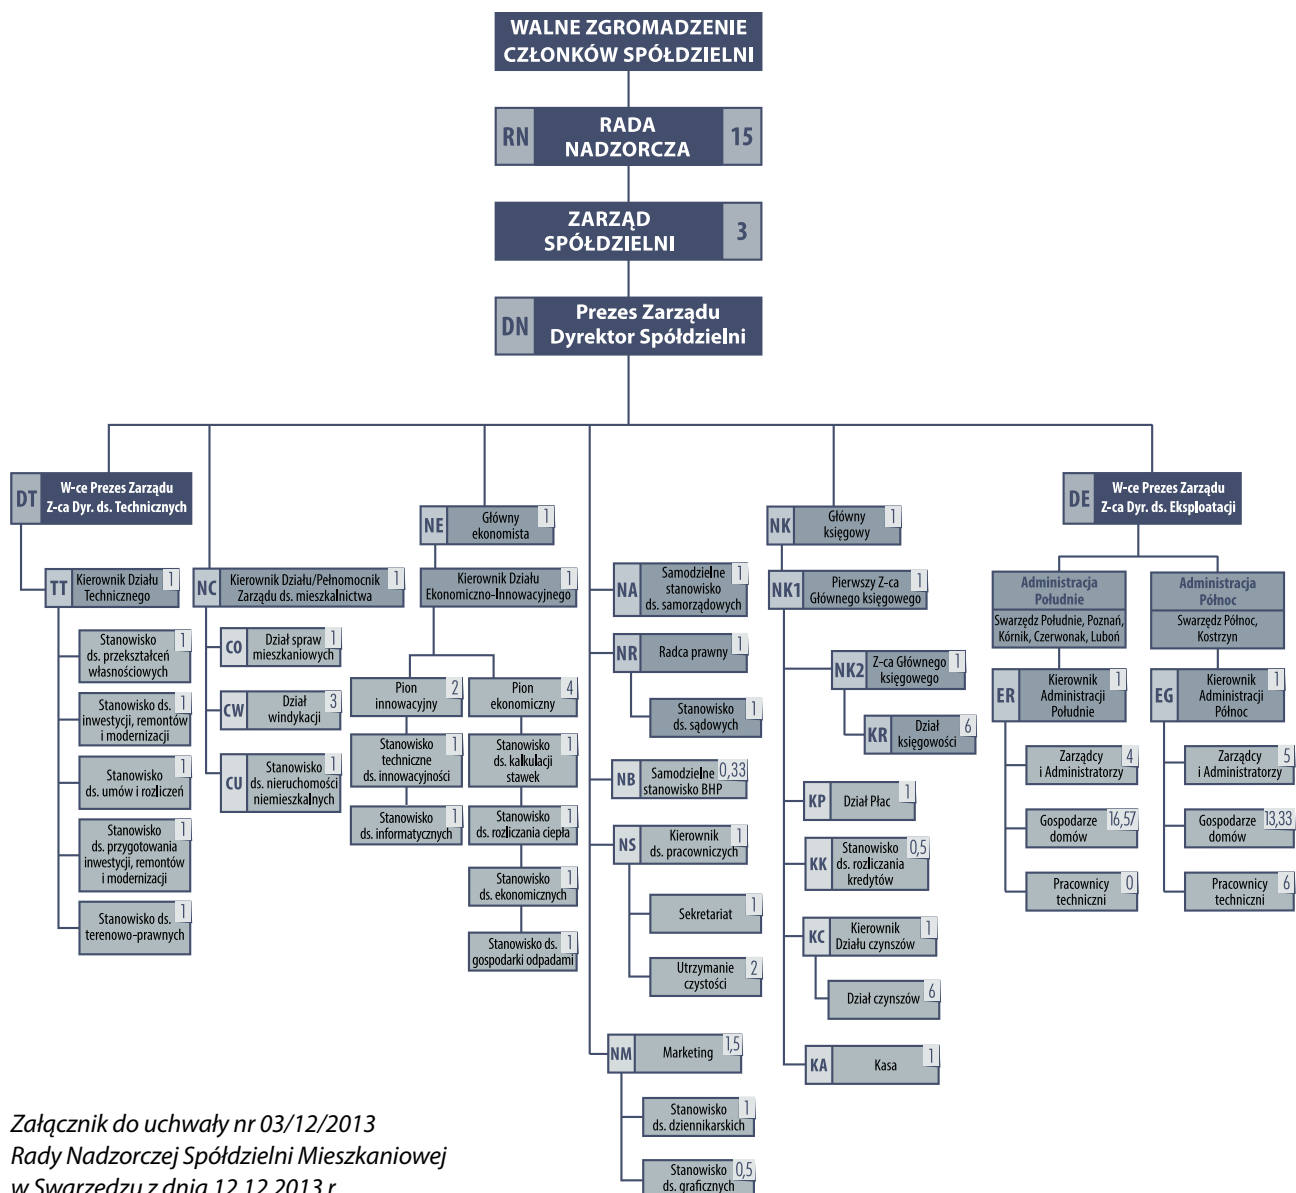 WALNE ZGROMADZENIE
CZŁONKÓW SPÓŁDZIELNI
RN
RADA
NADZORCZA
15
ZARZĄD
SPÓŁDZIELNI
3
DN
Prezes Zarządu
Dyrektor Spółdzielni
DT
W-ce Prezes Zarządu
Z-ca Dyr. ds. Technicznych
TT
Kierownik Działu
Technicznego
1
Stanowisko
ds. przekształceń
własnościowych
1
Stanowisko ds.
inwestycji, remontów
i modernizacji
1
Stanowisko
ds. umów i rozliczeń
1
Stanowisko
ds. przygotowania
inwestycji, remontów
i modernizacji
1
Stanowisko ds.
terenowo-prawnych
1
NC
Kierownik Działu/Pełnomocnik
Zarządu ds. mieszkalnictwa
1
CO
Dział spraw
mieszkaniowych
1
CW
Dział
windykacji
3
CU
Stanowisko
ds. nieruchomości
niemieszkalnych
1
NE
Główny
ekonomista
1
Kierownik Działu
Ekonomiczno-Innowacyjnego
1
Pion
innowacyjny
2
Stanowisko
techniczne
ds. innowacyjności
1
Stanowisko
ds. informatycznych
1
Pion
ekonomiczny
4
Stanowisko
ds. kalkulacji
stawek
1
Stanowisko
ds. rozliczania ciepła
1
Stanowisko
ds. ekonomicznych
1
Stanowisko ds.
gospodarki odpadami
1
NA
Samodzielne
stanowisko
ds. samorządowych
1
NR
Radca prawny
1
Stanowisko
ds. sądowych
1
NB
Samodzielne
stanowisko BHP
0,33
NS
Kierownik
ds. pracowniczych
1
Sekretariat
1
Utrzymanie
czystości
2
NM
Marketing
1,5
Stanowisko
ds. dziennikarskich
1
Stanowisko
ds. graficznych
0,5
NK
Główny
księgowy
1
NK1
Pierwszy Z-ca
Głównego księgowego
1
NK2
Z-ca Głównego
księgowego
1
KR
Dział
księgowości
6
KP
Dział Płac
1
KK
Stanowisko
ds. rozliczania
kredytów
0,5
KC
Kierownik
Działu czynszów
1
Dział czynszów
6
KA
Kasa
1
DE
W-ce Prezes Zarządu
Z-ca Dyr. ds. Eksploatacji
Administracja
Południe
Swarzędz Południe, Poznań,
Kórnik, Czerwonak, Luboń
ER
Kierownik
Administracji
Południe
1
Zarządcy
i Administratorzy
4
Gospodarze
domów
16,57
Pracownicy
techniczni
0
Administracja
Północ
Swarzędz Północ,
Kostrzyn
EG
Kierownik
Administracji
Północ
1
Zarządcy
i Administratorzy
5
Gospodarze
domów
13,33
Pracownicy
techniczni
6
Załącznik do uchwały nr 03/12/2013
Rady Nadzorczej Spółdzielni Mieszkaniowej
w Swarzędzu z dnia 12.12.2013 r.